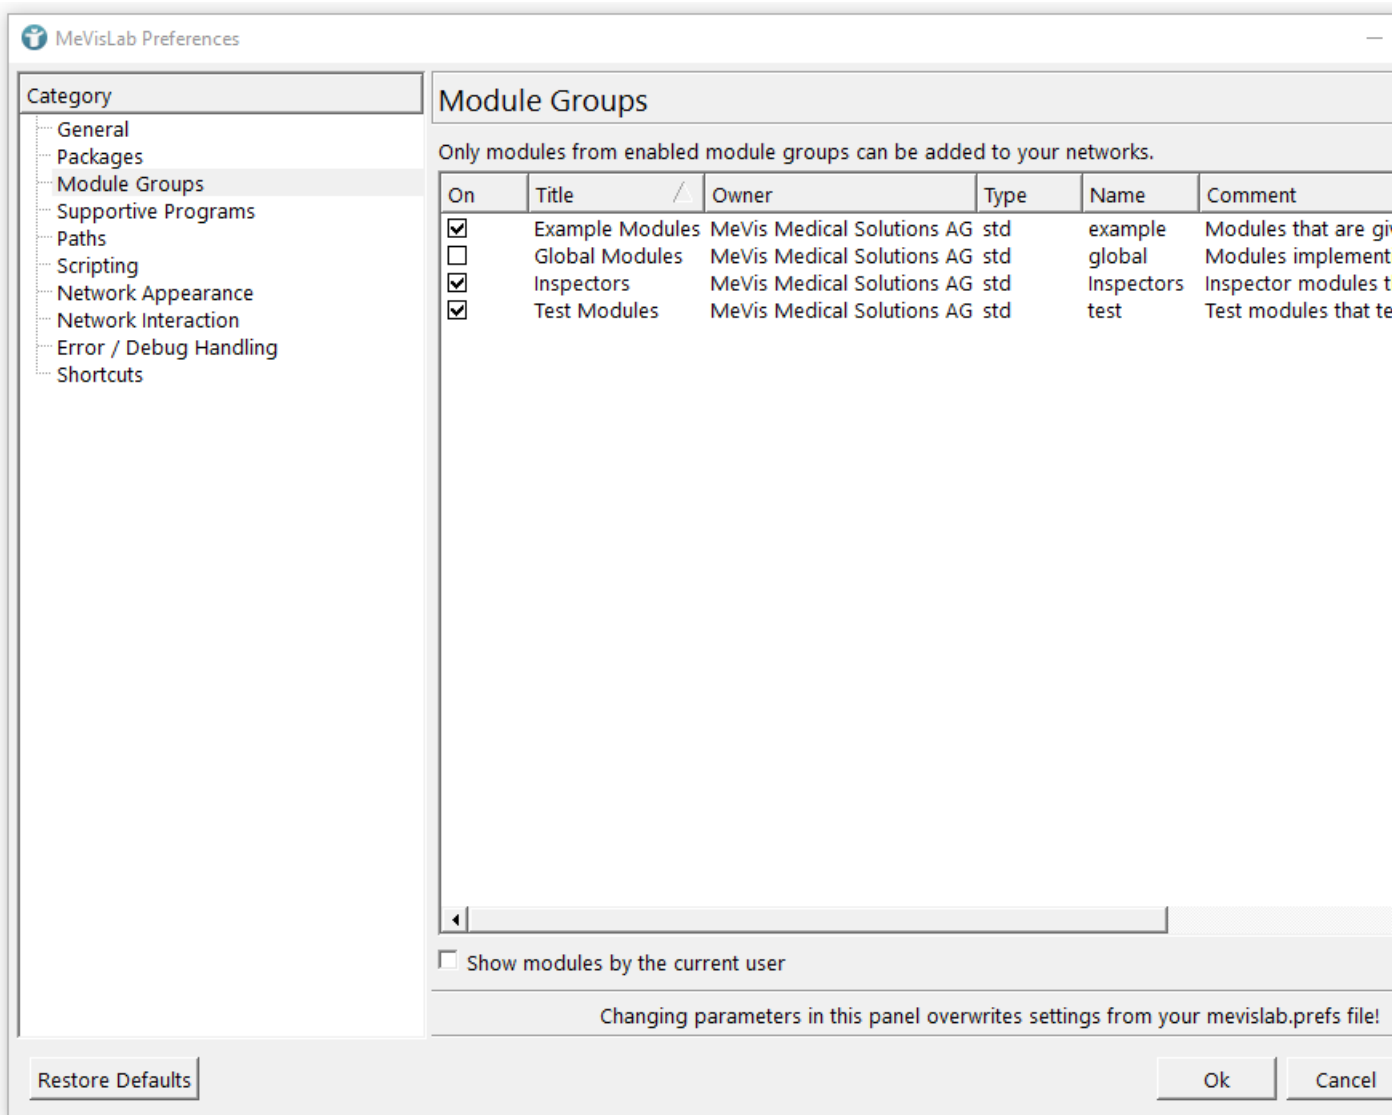 MeVisLab Preferences
Category
General
Packages
Module Groups
Supportive Programs
Paths
Scripting
Network Appearance
Network Interaction
Error / Debug Handling
Shortcuts
Module Groups
Only modules from enabled module groups can be added to your networks.
On Title Owner Type Name Comment
Example Modules MeVis Medical Solutions AG std example Modules that are
Global Modules MeVis Medical Solutions AG std global Modules implement
Inspectors MeVis Medical Solutions AG std Inspectors Inspector modules
Test Modules MeVis Medical Solutions AG std test Test modules that
Show modules by the current user
Changing parameters in this panel overwrites settings from your mevislab.prefs file!
Restore Defaults
Ok Cancel